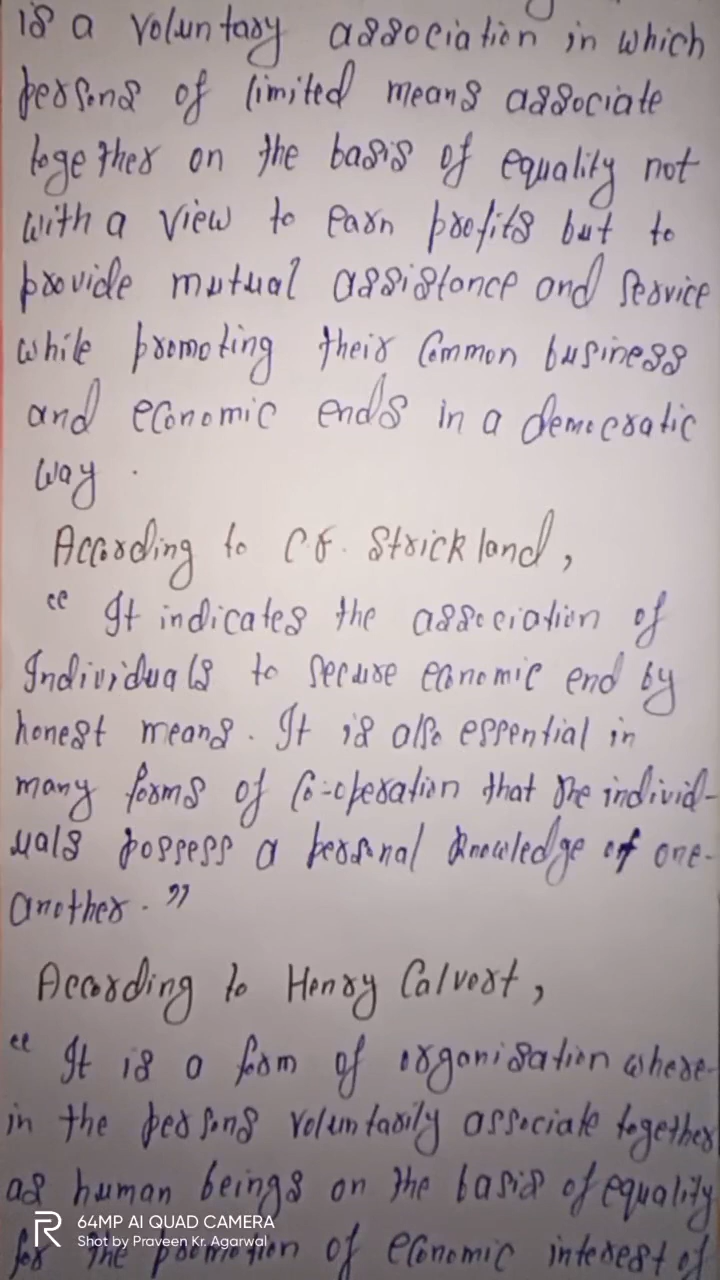 is a voluntary association in which
persons of limited means associate
together on the basis of equality not
with a view to earn profits but to
provide mutual assistance and service
while promoting their common business
and economic ends in a democratic
way.
According to C.F. Strickland,
"It indicates the association of
Individuals to secure economic end by
honest means. It is also essential in
many forms of Co-operation that the individ-
uals possess a personal knowledge of one-
another."
According to Henry Calvert,
"It is a form of organisation where-
in the persons voluntarily associate together
as human beings on the basis of equality
for the promotion of economic interest of
64MP AI QUAD CAMERA
Shot by Praveen Kr. Agarwal